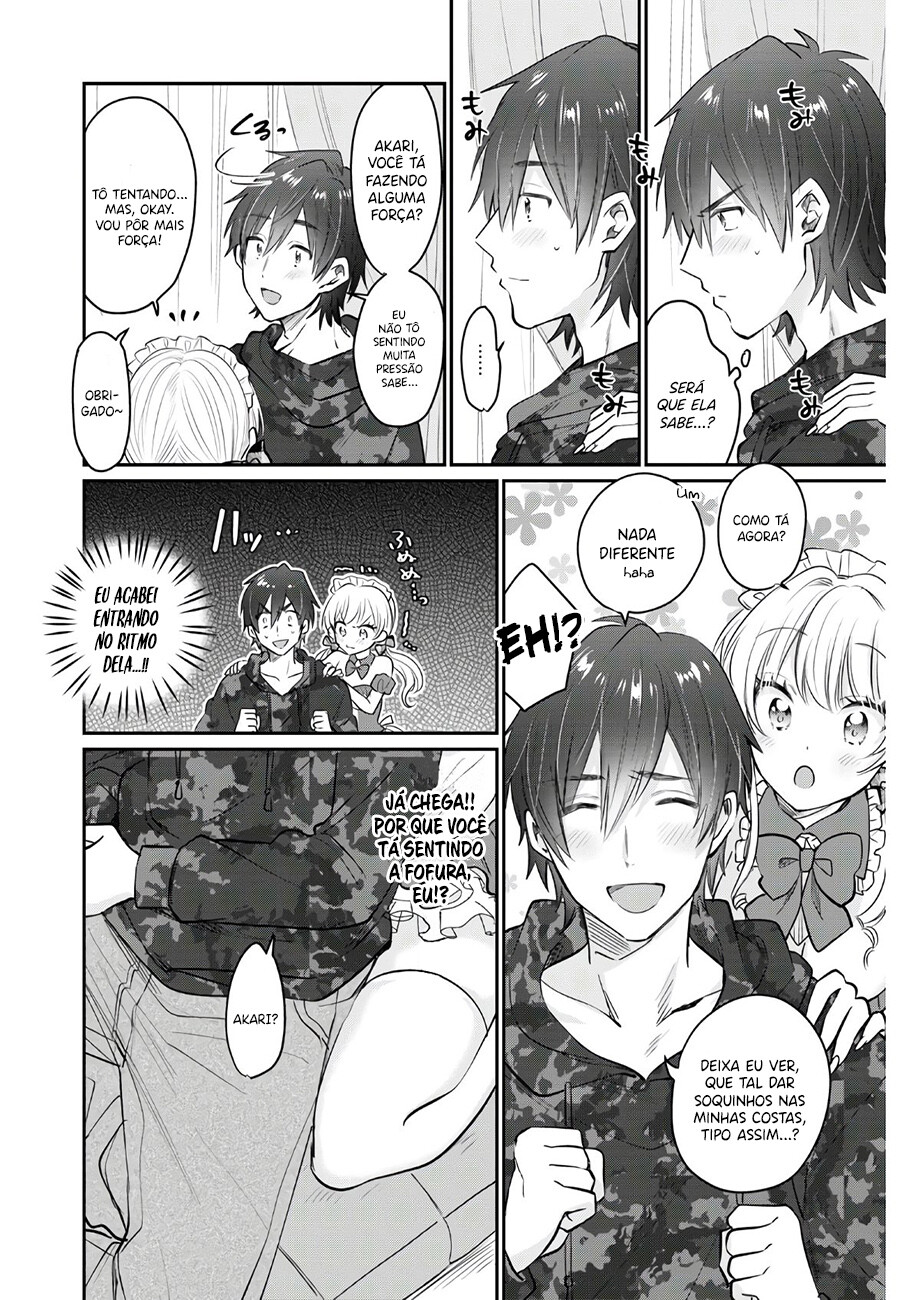 もみ
もみ
SERÁ
QUE ELA
SABE...?
もみ
もみ
.......
AKARI,
VOCÊ TÁ
FAZENDO
ALGUMA
FORÇA?
EU
NÃO TÔ
SENTINDO
MUITA
PRESSÃO
SABE...
くるっ
TÔ TENTANDO...
MAS, OKAY.
VOU PÔR MAIS
FORÇA!
OBRI-
GADO~
COMO TÁ
AGORA?
Um
NADA
DIFERENTE
haha
EH!?
DEIXA EU VER,
QUE TAL DAR
SOQUINHOS NAS
MINHAS COSTAS,
TIPO ASSIM...?
ハッ...
ふぬぬ...
EU ACABEI
ENTRANDO
NO RITMO
DELA...!!
JÁ CHEGA!!
POR QUE VOCÊ
TÁ SENTINDO
A FOFURA,
EU!?
AKARI?